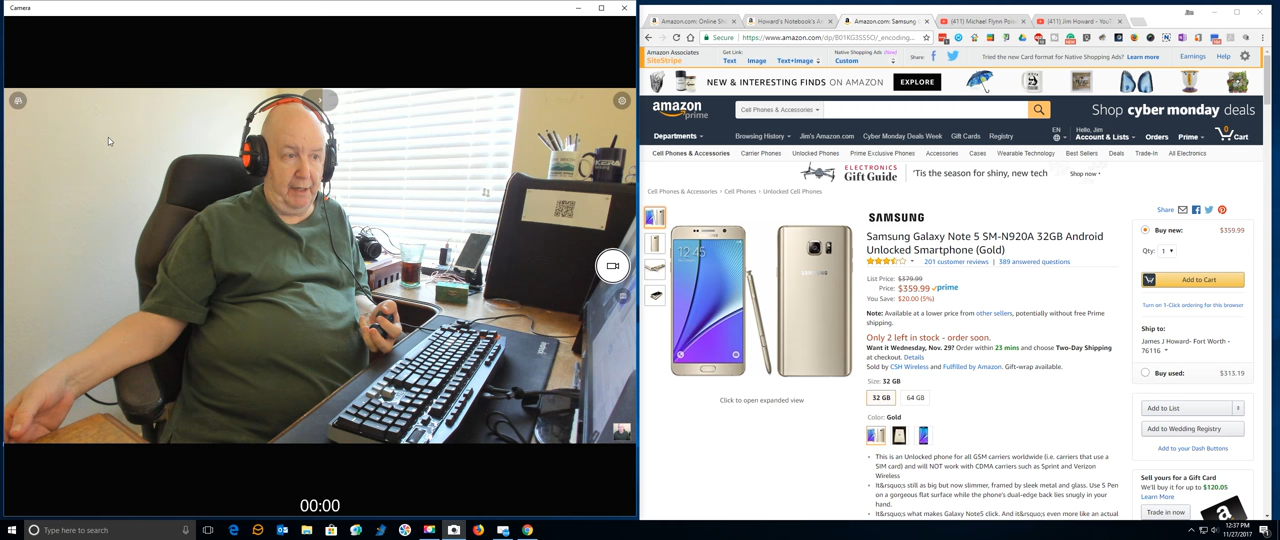 Camera
KERA
00:00
Amazon.com: Online Sh
Howard's Notebook's A
Amazon.com: Samsung
(411) Michael Flynn Poin
(411) Jim Howard - YouT
Secure
https://www.amazon.com/dp/B01KG3SS5O/_encoding
Amazon Associates
SiteStripe
Get Link:
Text
Image
Text+Image
Native Shopping Ads (New)
Custom
Share
Tried the new Card format for Native Shopping Ads? Learn more
Earnings
Help
NEW & INTERESTING FINDS ON AMAZON
EXPLORE
amazon
prime
Cell Phones & Accessories
Shop cyber monday deals
Departments
Browsing History
Jim's Amazon.com
Cyber Monday Deals Week
Gift Cards
Registry
EN
Hello, Jim
Account & Lists
Orders
Prime
0
Cart
Cell Phones & Accessories
Carrier Phones
Unlocked Phones
Prime Exclusive Phones
Accessories
Cases
Wearable Technology
Best Sellers
Deals
Trade-In
All Electronics
ELECTRONICS
Gift Guide
'Tis the season for shiny, new tech
Shop now
Cell Phones & Accessories › Cell Phones › Unlocked Cell Phones
12:45
SAMSUNG
Click to open expanded view
SAMSUNG
Samsung Galaxy Note 5 SM-N920A 32GB Android
Unlocked Smartphone (Gold)
201 customer reviews | 389 answered questions
List Price: $379.99
Price: $359.99 prime
You Save: $20.00 (5%)
Note: Available at a lower price from other sellers, potentially without free Prime
shipping.
Only 2 left in stock - order soon.
Want it Wednesday, Nov. 29? Order within 23 mins and choose Two-Day Shipping
at checkout. Details
Sold by CSH Wireless and Fulfilled by Amazon. Gift-wrap available.
Size: 32 GB
32 GB
64 GB
Color: Gold
This is an Unlocked phone for all GSM carriers worldwide (i.e. carriers that use a
SIM card) and will NOT work with CDMA carriers such as Sprint and Verizon
Wireless
It&rsquo;s still as big but now slimmer, framed by sleek metal and glass. Use S Pen
on a gorgeous flat surface while the phone's dual-edge back lies snugly in your
hand.
It&rsquo;s what makes Galaxy Note5 click. And it&rsquo;s even more like an actual
Share
Buy new:
$359.99
Qty: 1
Add to Cart
Turn on 1-Click ordering for this browser
Ship to:
James J Howard- Fort Worth -
76116
Buy used:
$313.19
Add to List
Add to Wedding Registry
Add to your Dash Buttons
Sell yours for a Gift Card
We'll buy it for up to $120.05
Learn More
Trade in now
Type here to search
12:37 PM
11/27/2017